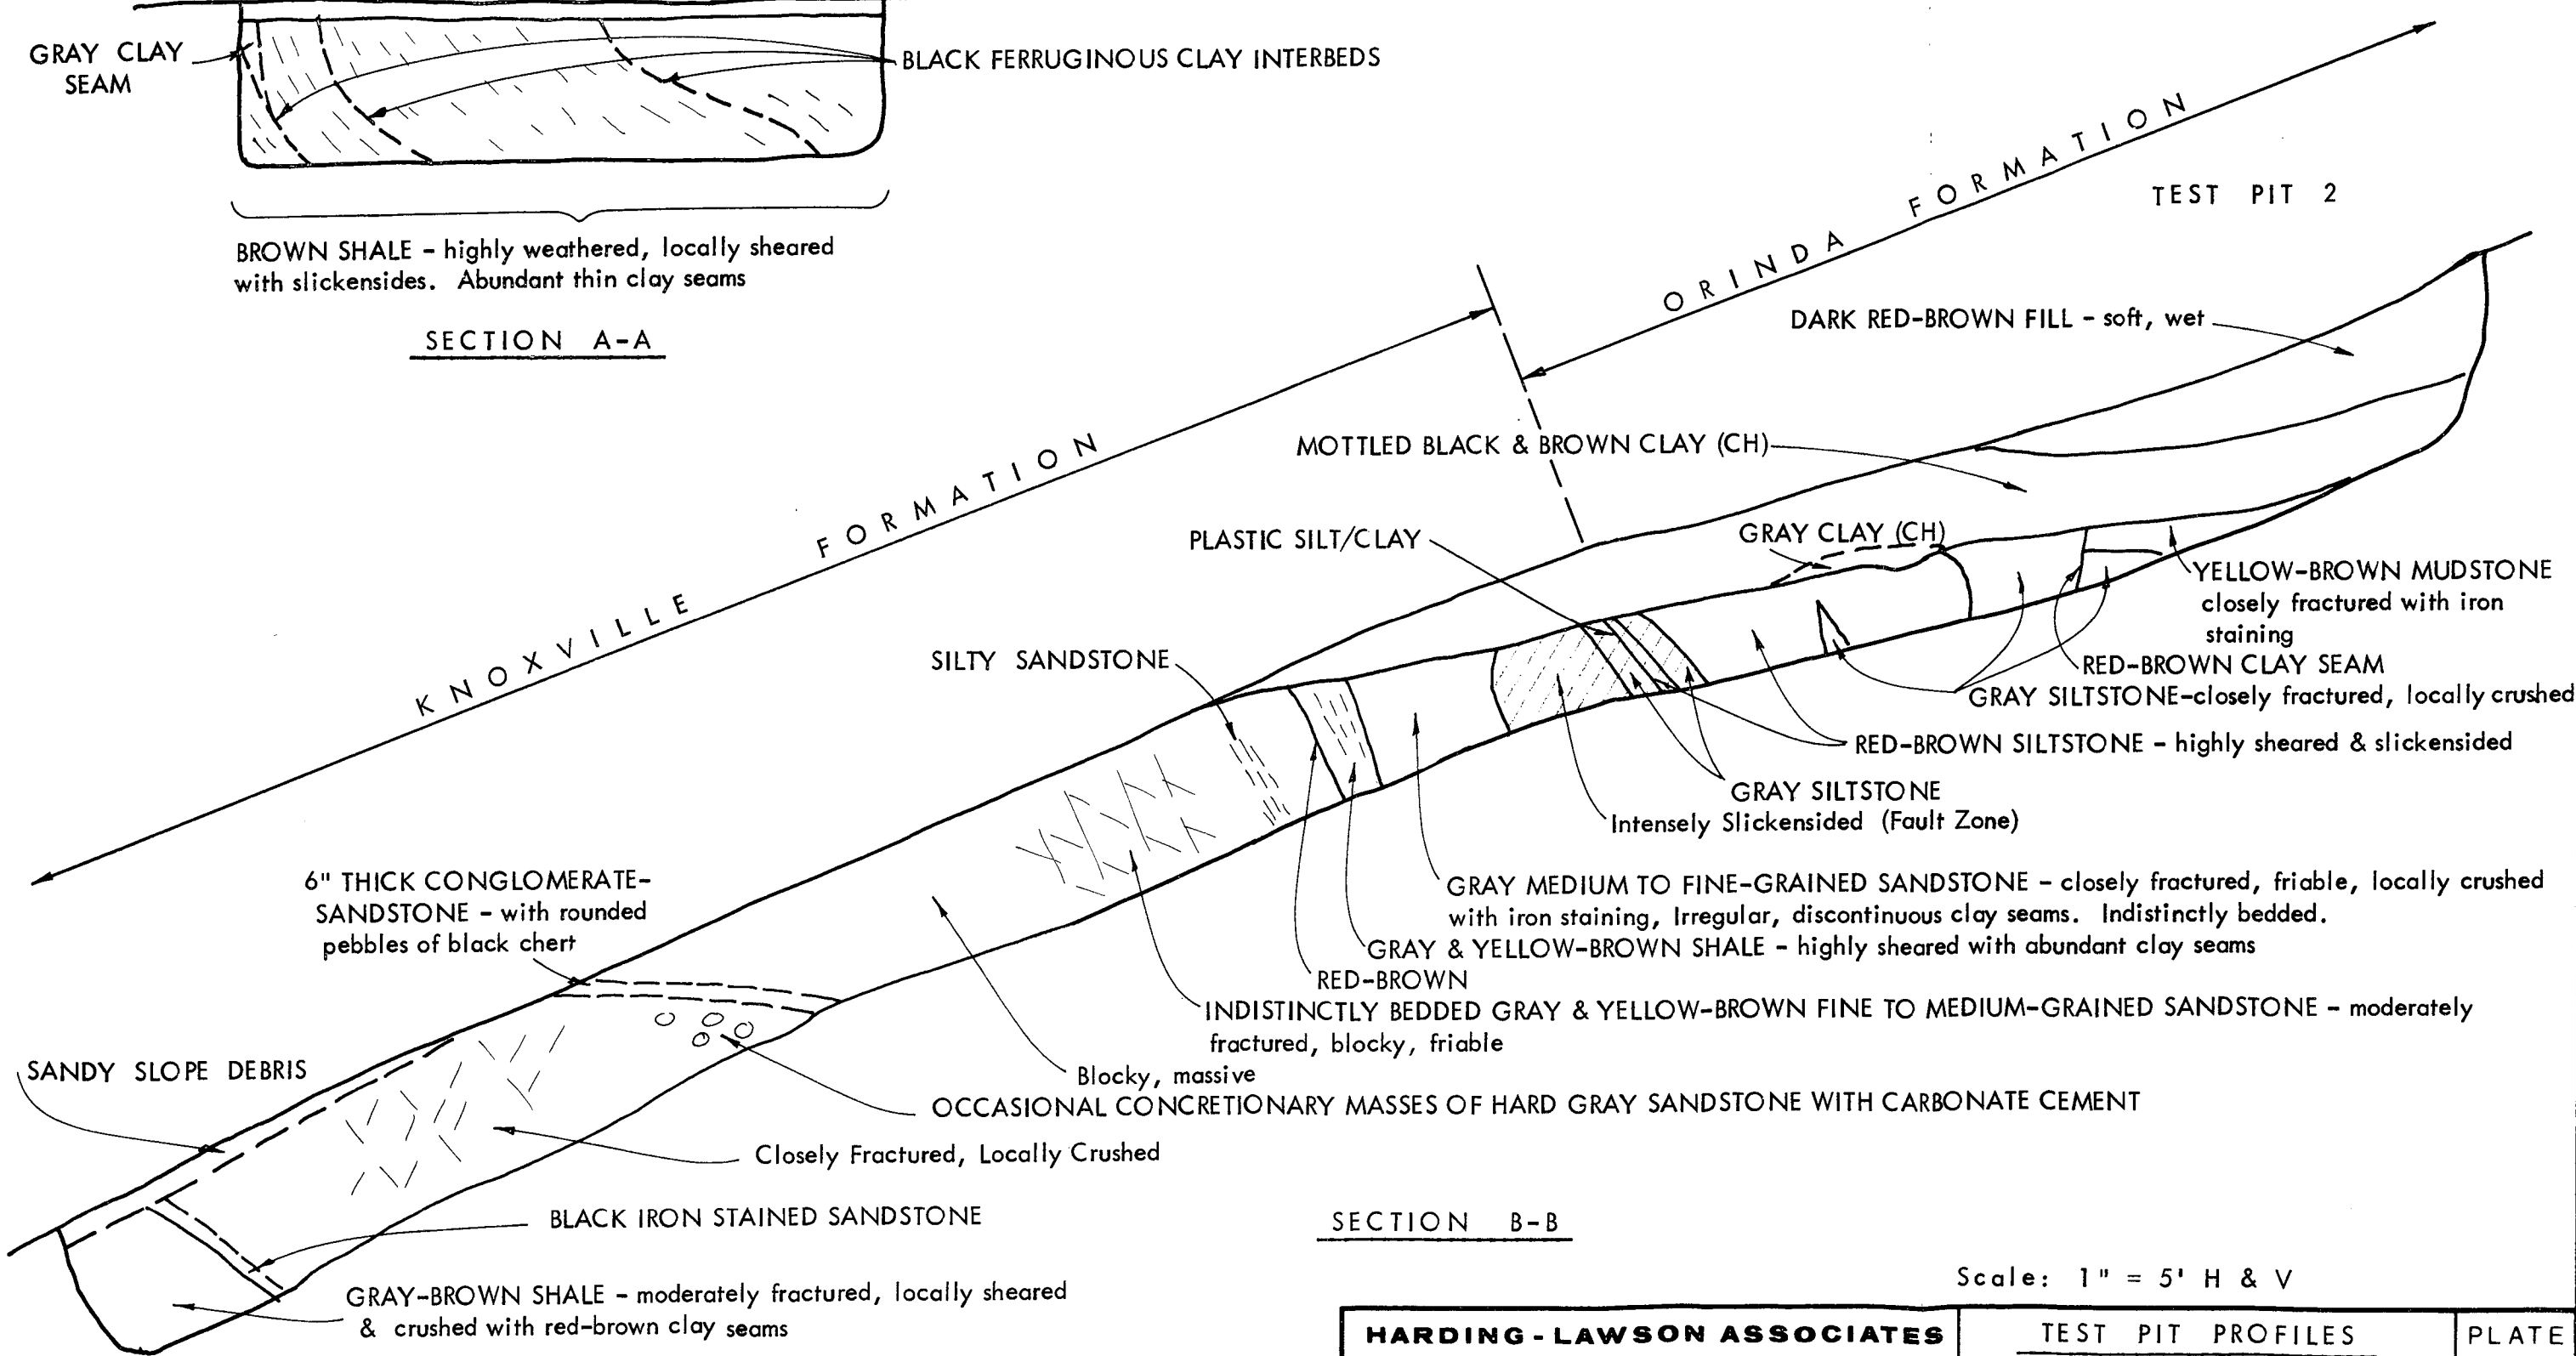 GRAY CLAY
SEAM
BLACK FERRUGINOUS CLAY INTERBEDS
BROWN SHALE - highly weathered, locally sheared
with slickensides. Abundant thin clay seams
SECTION A-A
ORINDA FORMATION
TEST PIT 2
DARK RED-BROWN FILL - soft, wet
KNOXVILLE FORMATION
MOTTLED BLACK & BROWN CLAY (CH)
PLASTIC SILT/CLAY
GRAY CLAY (CH)
YELLOW-BROWN MUDSTONE
closely fractured with iron
staining
RED-BROWN CLAY SEAM
GRAY SILTSTONE-closely fractured, locally crushed
SILTY SANDSTONE
RED-BROWN SILTSTONE - highly sheared & slickensided
GRAY SILTSTONE
Intensely Slickensided (Fault Zone)
6" THICK CONGLOMERATE-
SANDSTONE - with rounded
pebbles of black chert
GRAY MEDIUM TO FINE-GRAINED SANDSTONE - closely fractured, friable, locally crushed
with iron staining, Irregular, discontinuous clay seams. Indistinctly bedded.
GRAY & YELLOW-BROWN SHALE - highly sheared with abundant clay seams
RED-BROWN
INDISTINCTLY BEDDED GRAY & YELLOW-BROWN FINE TO MEDIUM-GRAINED SANDSTONE - moderately
fractured, blocky, friable
SANDY SLOPE DEBRIS
Blocky, massive
OCCASIONAL CONCRETIONARY MASSES OF HARD GRAY SANDSTONE WITH CARBONATE CEMENT
Closely Fractured, Locally Crushed
BLACK IRON STAINED SANDSTONE
SECTION B-B
GRAY-BROWN SHALE - moderately fractured, locally sheared
& crushed with red-brown clay seams
Scale: 1" = 5' H & V
HARDING-LAWSON ASSOCIATES
TEST PIT PROFILES
PLATE